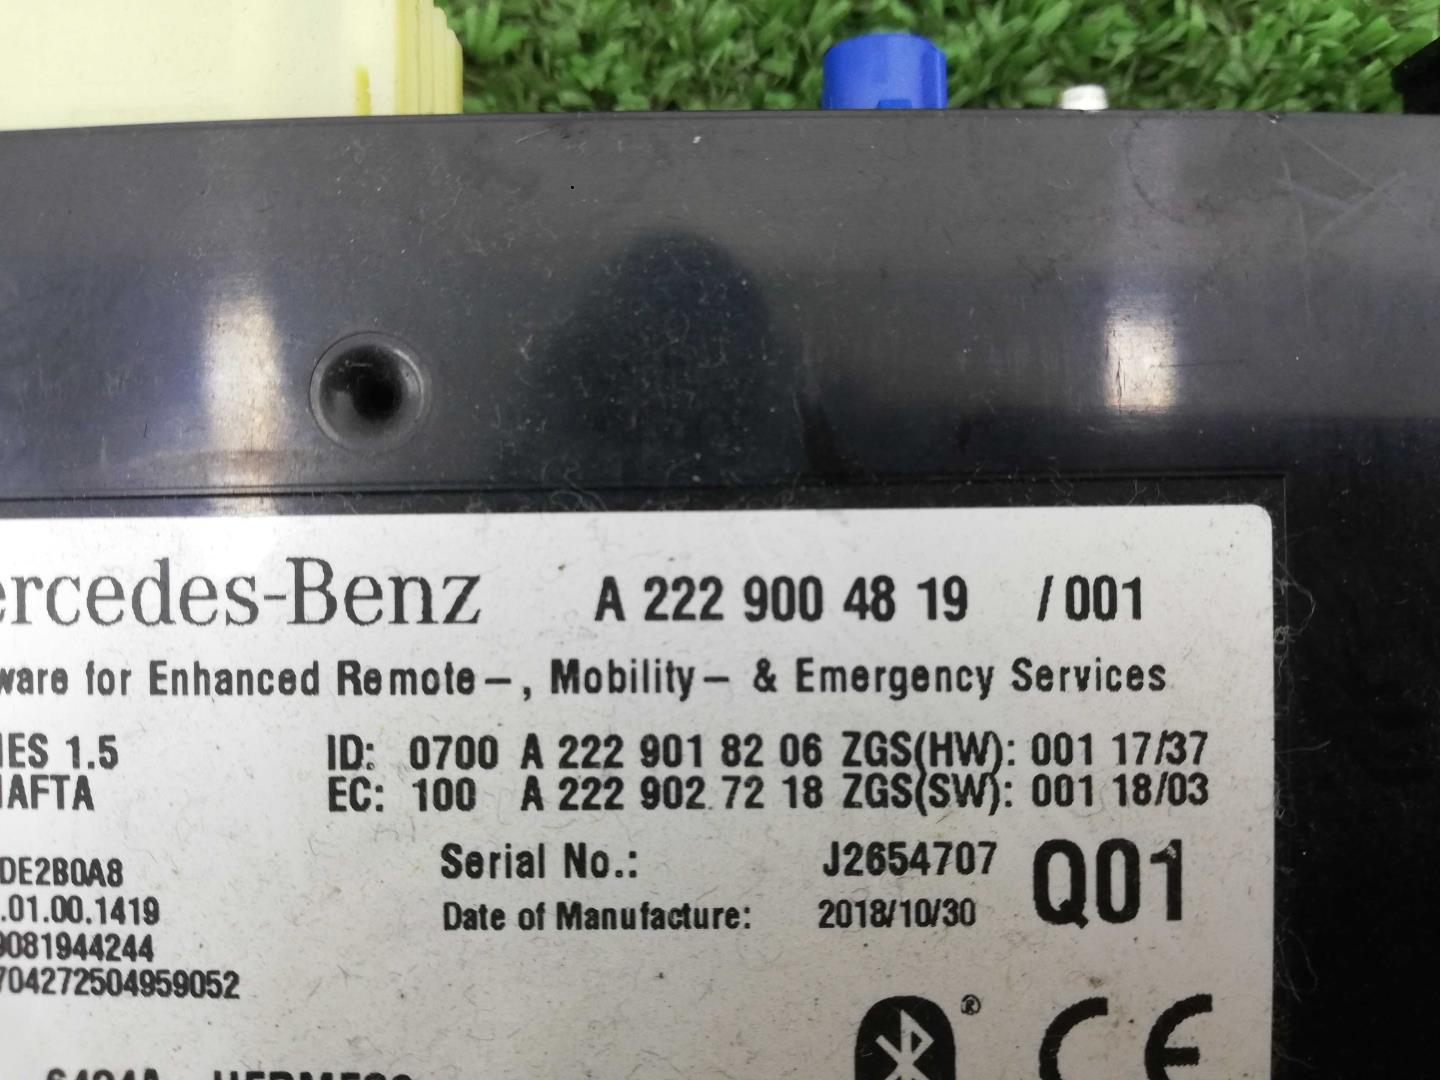 ercedes-Benz A 222 900 48 19 /001
ware for Enhanced Remote-, Mobility- & Emergency Services
MES 1.5 ID: 0700 A 222 901 82 06 ZGS(HW): 001 17/37
NAFTA EC: 100 A 222 902 72 18 ZGS(SW): 001 18/03
DE2B0A8 Serial No.: J2654707 Q01
.01.00.1419 Date of Manufacture: 2018/10/30
9081944244
704272504959052
® CE